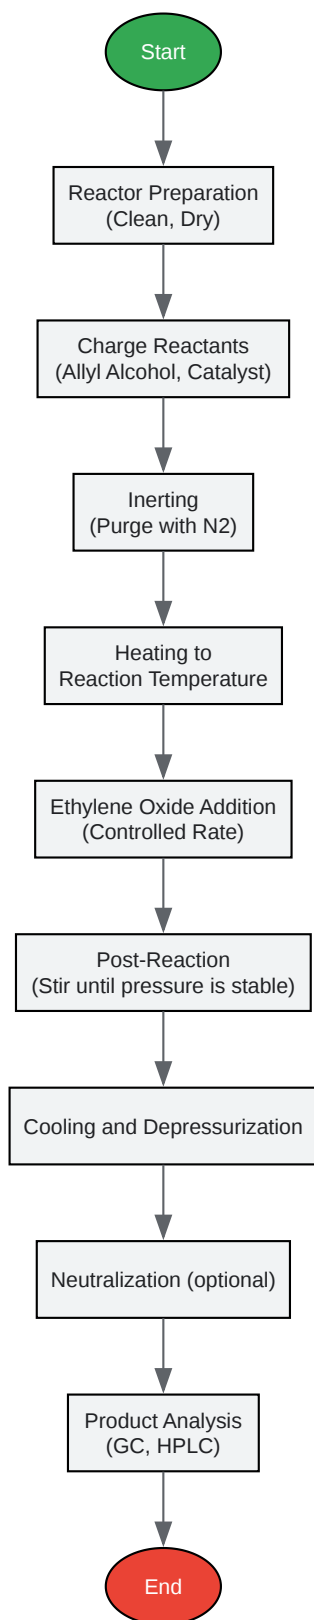 Start
Reactor Preparation
(Clean, Dry)
Charge Reactants
(Allyl Alcohol, Catalyst)
Inerting
(Purge with N2)
Heating to
Reaction Temperature
Ethylene Oxide Addition
(Controlled Rate)
Post-Reaction
(Stir until pressure is stable)
Cooling and Depressurization
Neutralization (optional)
Product Analysis
(GC, HPLC)
End